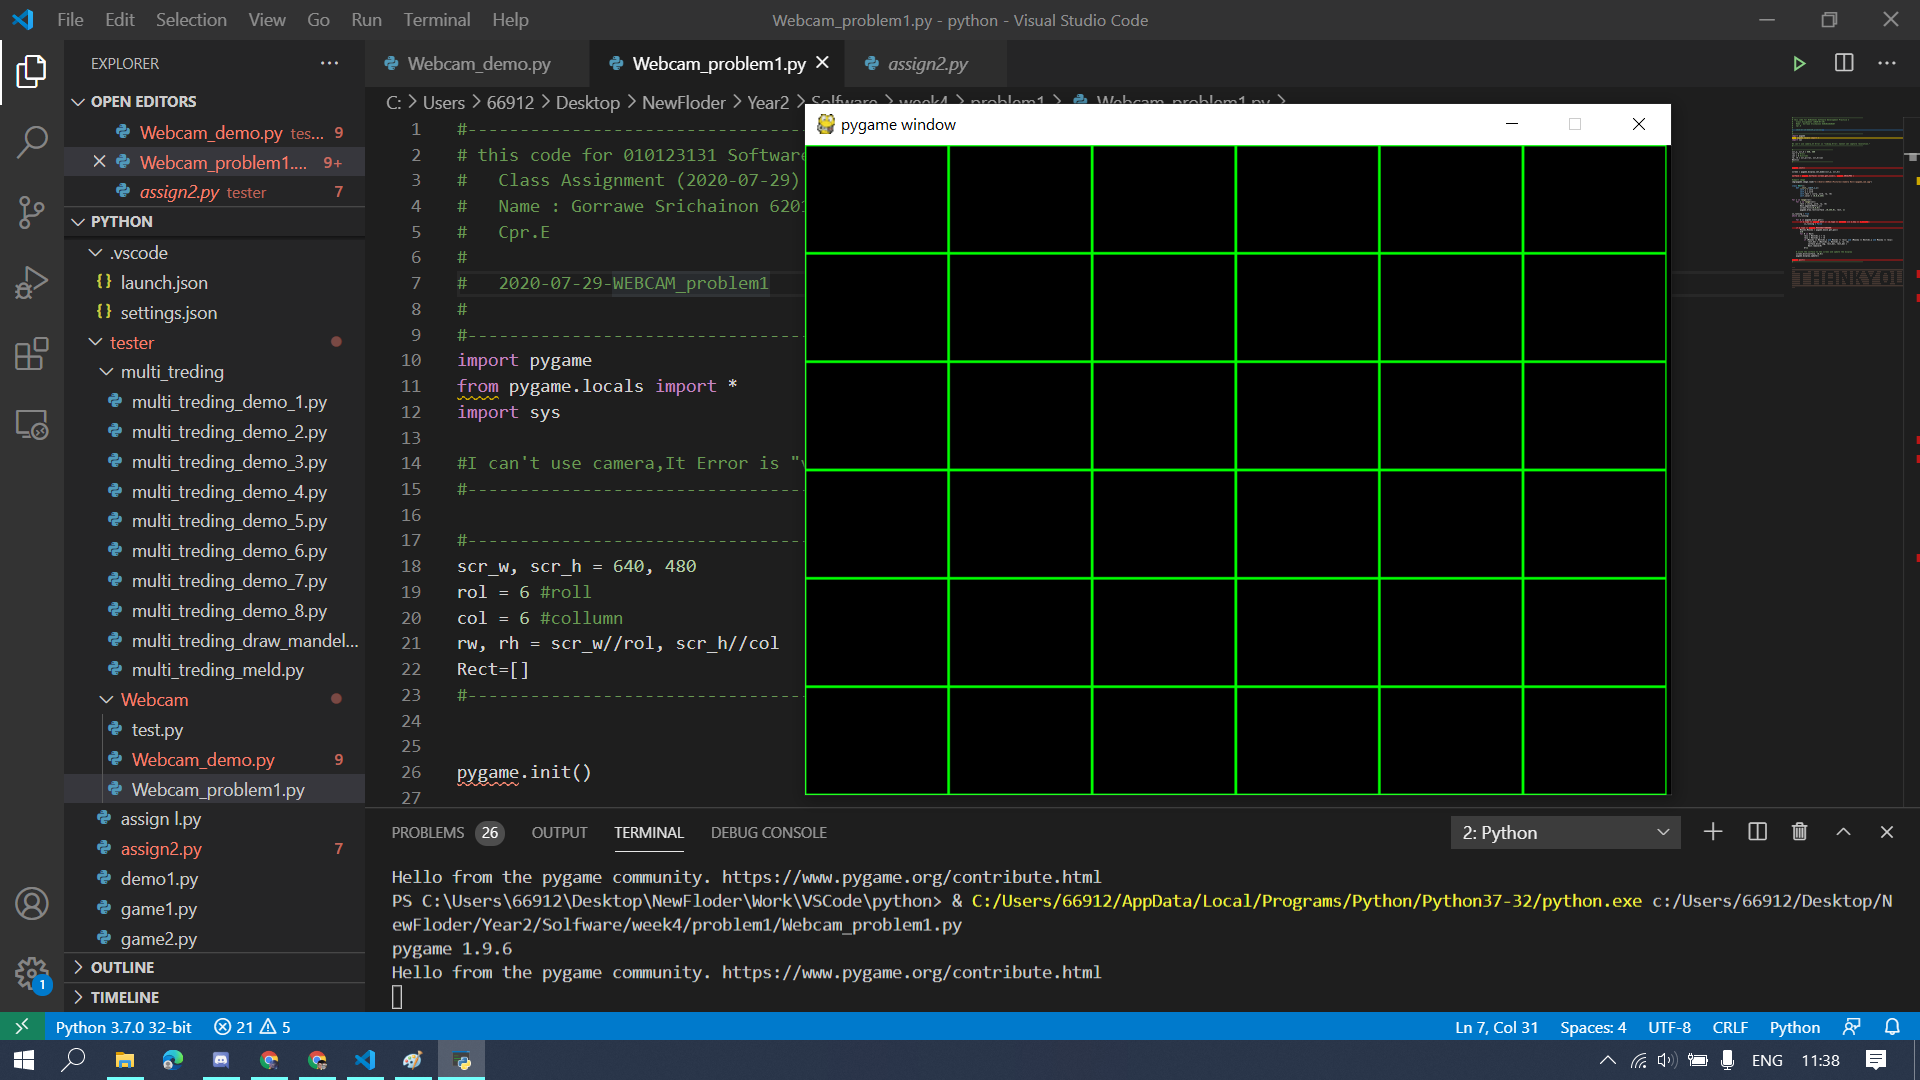 File Edit Selection View Go Run Terminal Help
Webcam_problem1.py - python - Visual Studio Code
EXPLORER
Webcam_demo.py
Webcam_problem1.py
assign2.py
OPEN EDITORS
Webcam_demo.py tes... 9
Webcam_problem1.... 9+
assign2.py tester 7
PYTHON
.vscode
launch.json
settings.json
tester
multi_treding
multi_treding_demo_1.py
multi_treding_demo_2.py
multi_treding_demo_3.py
multi_treding_demo_4.py
multi_treding_demo_5.py
multi_treding_demo_6.py
multi_treding_demo_7.py
multi_treding_demo_8.py
multi_treding_draw_mandel...
multi_treding_meld.py
Webcam
test.py
Webcam_demo.py 9
Webcam_problem1.py
assign I.py
assign2.py 7
demo1.py
game1.py
game2.py
OUTLINE
TIMELINE
C: > Users > 66912 > Desktop > NewFloder > Year2 > Solfware > week4 > problem1 > Webcam_problem1.py >
1 #---------------------------------
2 # this code for 010123131 Software
3 #   Class Assignment (2020-07-29)
4 #   Name : Gorrawe Srichainon 6201
5 #   Cpr.E
6 #
7 #   2020-07-29-WEBCAM_problem1
8 #
9 #---------------------------------
10 import pygame
11 from pygame.locals import *
12 import sys
13
14 #I can't use camera,It Error is "v
15 #---------------------------------
16
17 #---------------------------------
18 scr_w, scr_h = 640, 480
19 rol = 6 #roll
20 col = 6 #collumn
21 rw, rh = scr_w//rol, scr_h//col
22 Rect=[]
23 #---------------------------------
24
25
26 pygame.init()
27
pygame window
THANKYOU
PROBLEMS 26 OUTPUT TERMINAL DEBUG CONSOLE
2: Python
Hello from the pygame community. https://www.pygame.org/contribute.html
PS C:\Users\66912\Desktop\NewFloder\Work\VSCode\python> & C:/Users/66912/AppData/Local/Programs/Python/Python37-32/python.exe c:/Users/66912/Desktop/N
ewFloder/Year2/Solfware/week4/problem1/Webcam_problem1.py
pygame 1.9.6
Hello from the pygame community. https://www.pygame.org/contribute.html
1
Python 3.7.0 32-bit 21 5
Ln 7, Col 31 Spaces: 4 UTF-8 CRLF Python
ENG 11:38